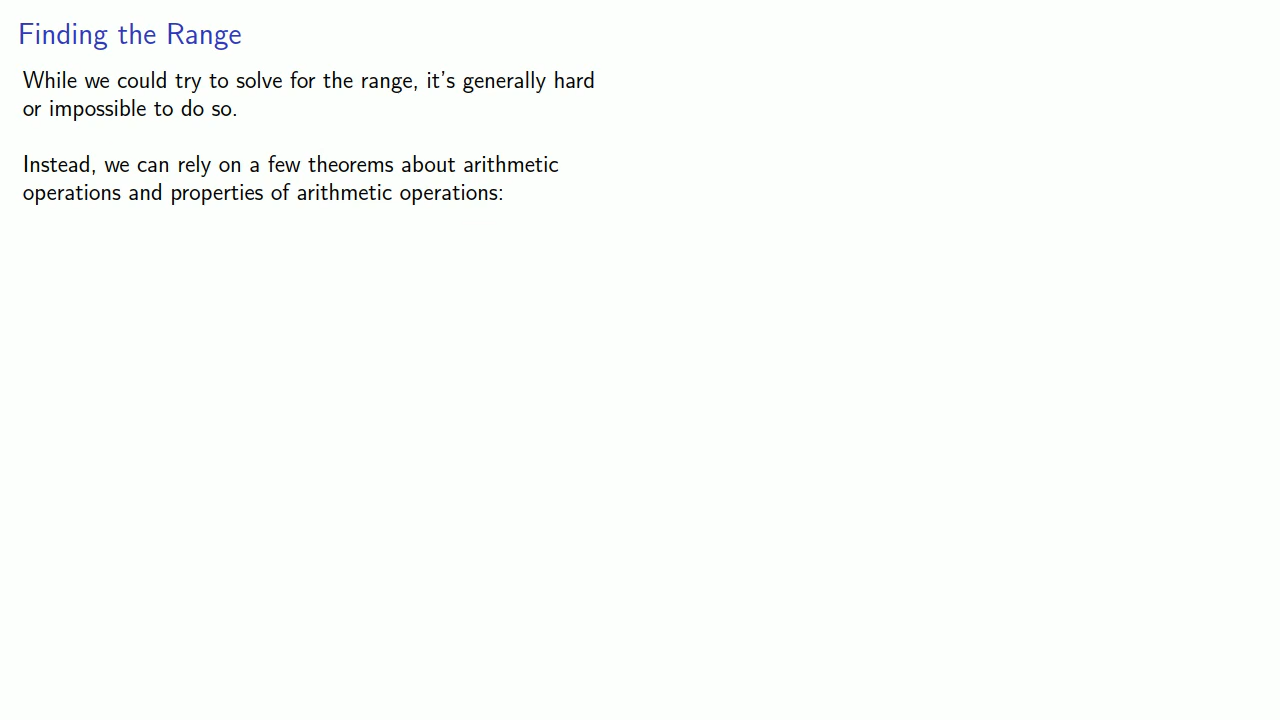 Finding the Range
While we could try to solve for the range, it's generally hard
or impossible to do so.
Instead, we can rely on a few theorems about arithmetic
operations and properties of arithmetic operations: